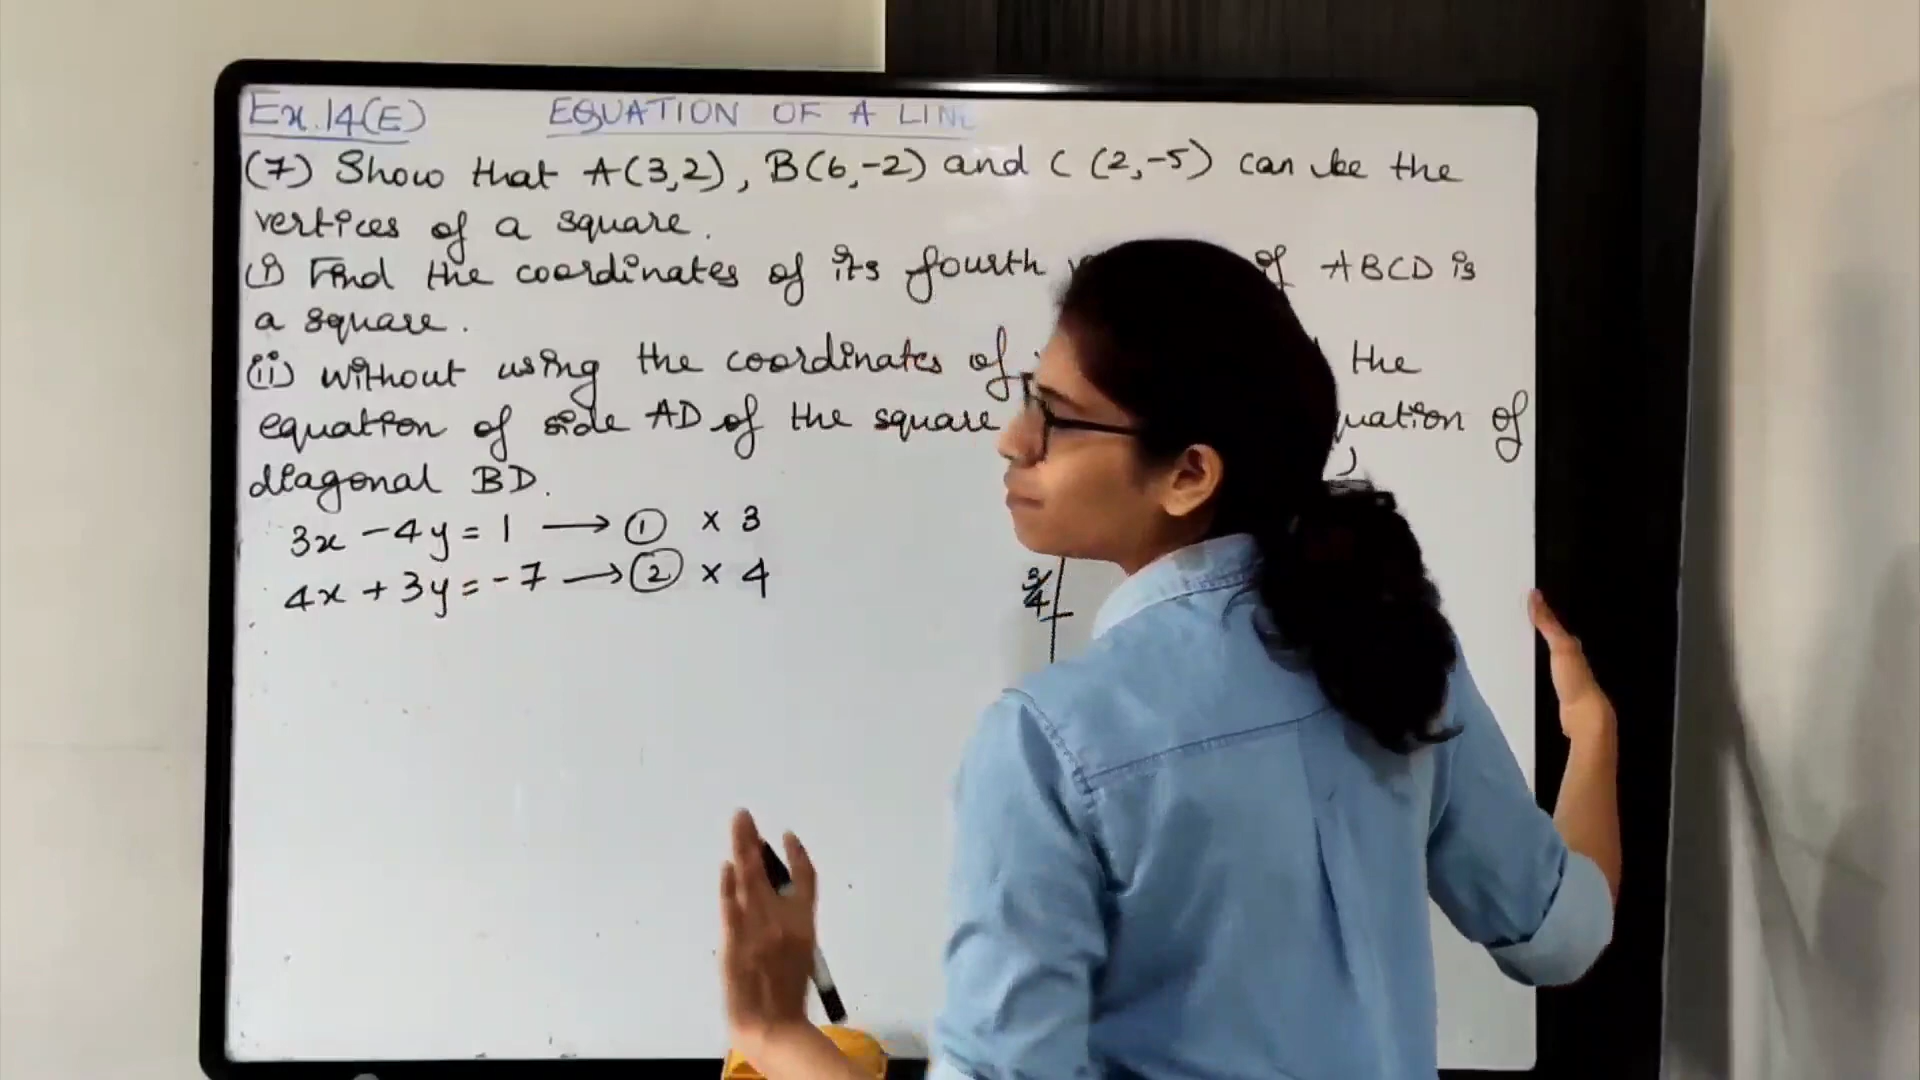 Ex.14(E) EQUATION OF A LINE
(7) Show that A(3,2), B(6,-2) and C (2,-5) can be the
vertices of a square.
(i) Find the coordinates of its fourth of ABCD is
a square.
(ii) without using the coordinates of the
equation of side AD of the square of
diagonal BD.
3x - 4y = 1 → ① × 3
4x + 3y = -7 → ② × 4
3/4